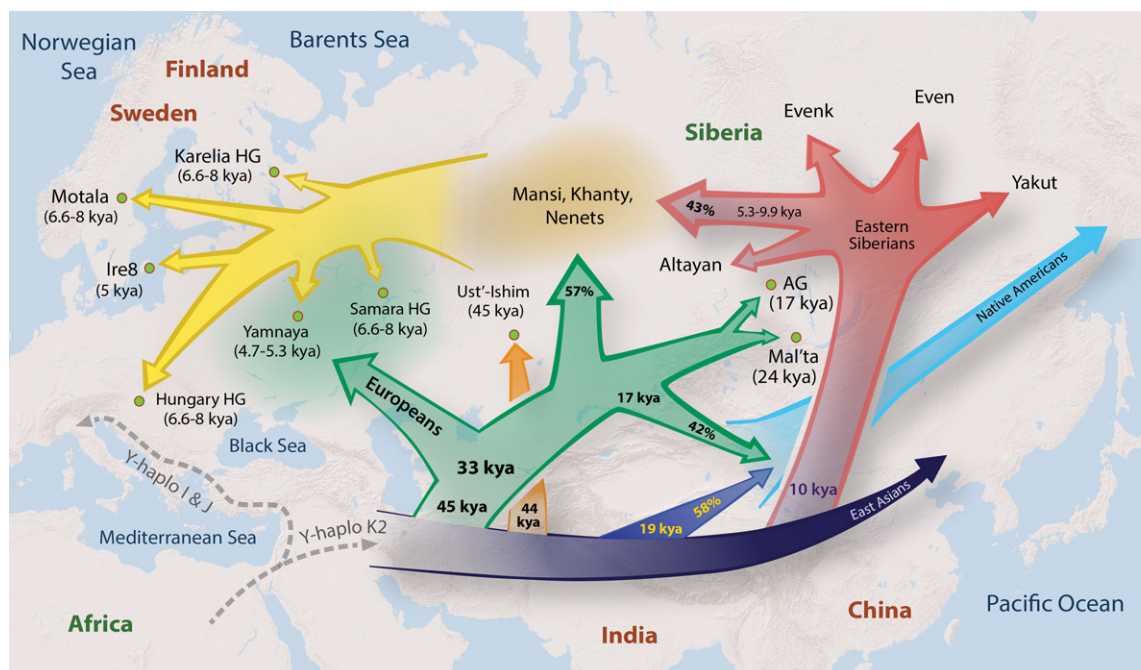 Norwegian
Sea
Barents Sea
Finland
Sweden
Siberia
Evenk
Even
Karelia HG
(6.6-8 kya)
Motala
(6.6-8 kya)
Mansi, Khanty,
Nenets
43%
5.3-9.9 kya
Yakut
Eastern
Siberians
Ire8
(5 kya)
Altayan
AG
(17 kya)
Native Americans
Ust'-Ishim
(45 kya)
57%
Samara HG
(6.6-8 kya)
Yamnaya
(4.7-5.3 kya)
Mal'ta
(24 kya)
Hungary HG
(6.6-8 kya)
Europeans
17 kya
42%
Black Sea
Y-haplo I & J
33 kya
45 kya
44
kya
19 kya
58%
10 kya
East Asians
Mediterranean Sea
Y-haplo K2
Africa
India
China
Pacific Ocean